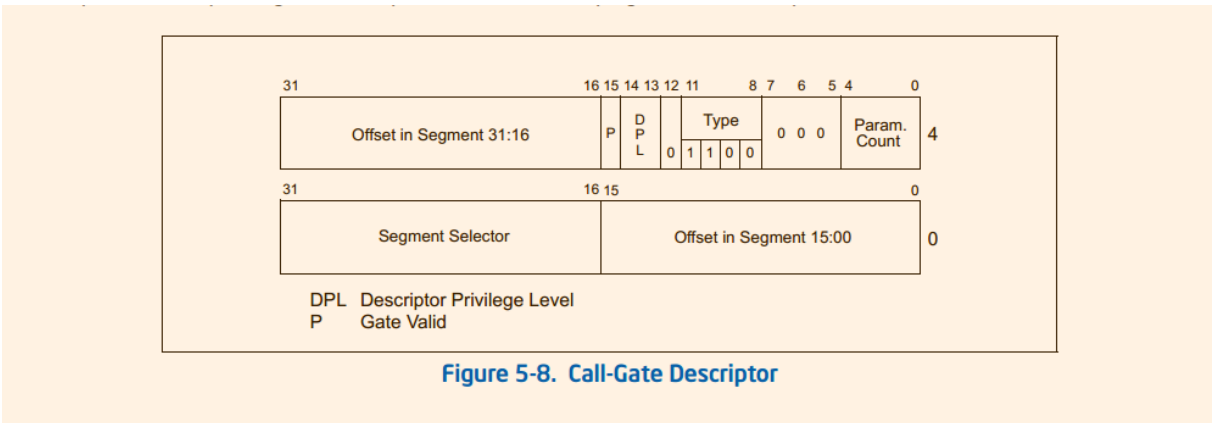 31 16 15 14 13 12 11 8 7 6 5 4 0
Offset in Segment 31:16 P D P L 0 Type 1 1 0 0 0 0 0 Param. Count 4
31 16 15 0
Segment Selector Offset in Segment 15:00 0
DPL Descriptor Privilege Level
P Gate Valid
Figure 5-8. Call-Gate Descriptor